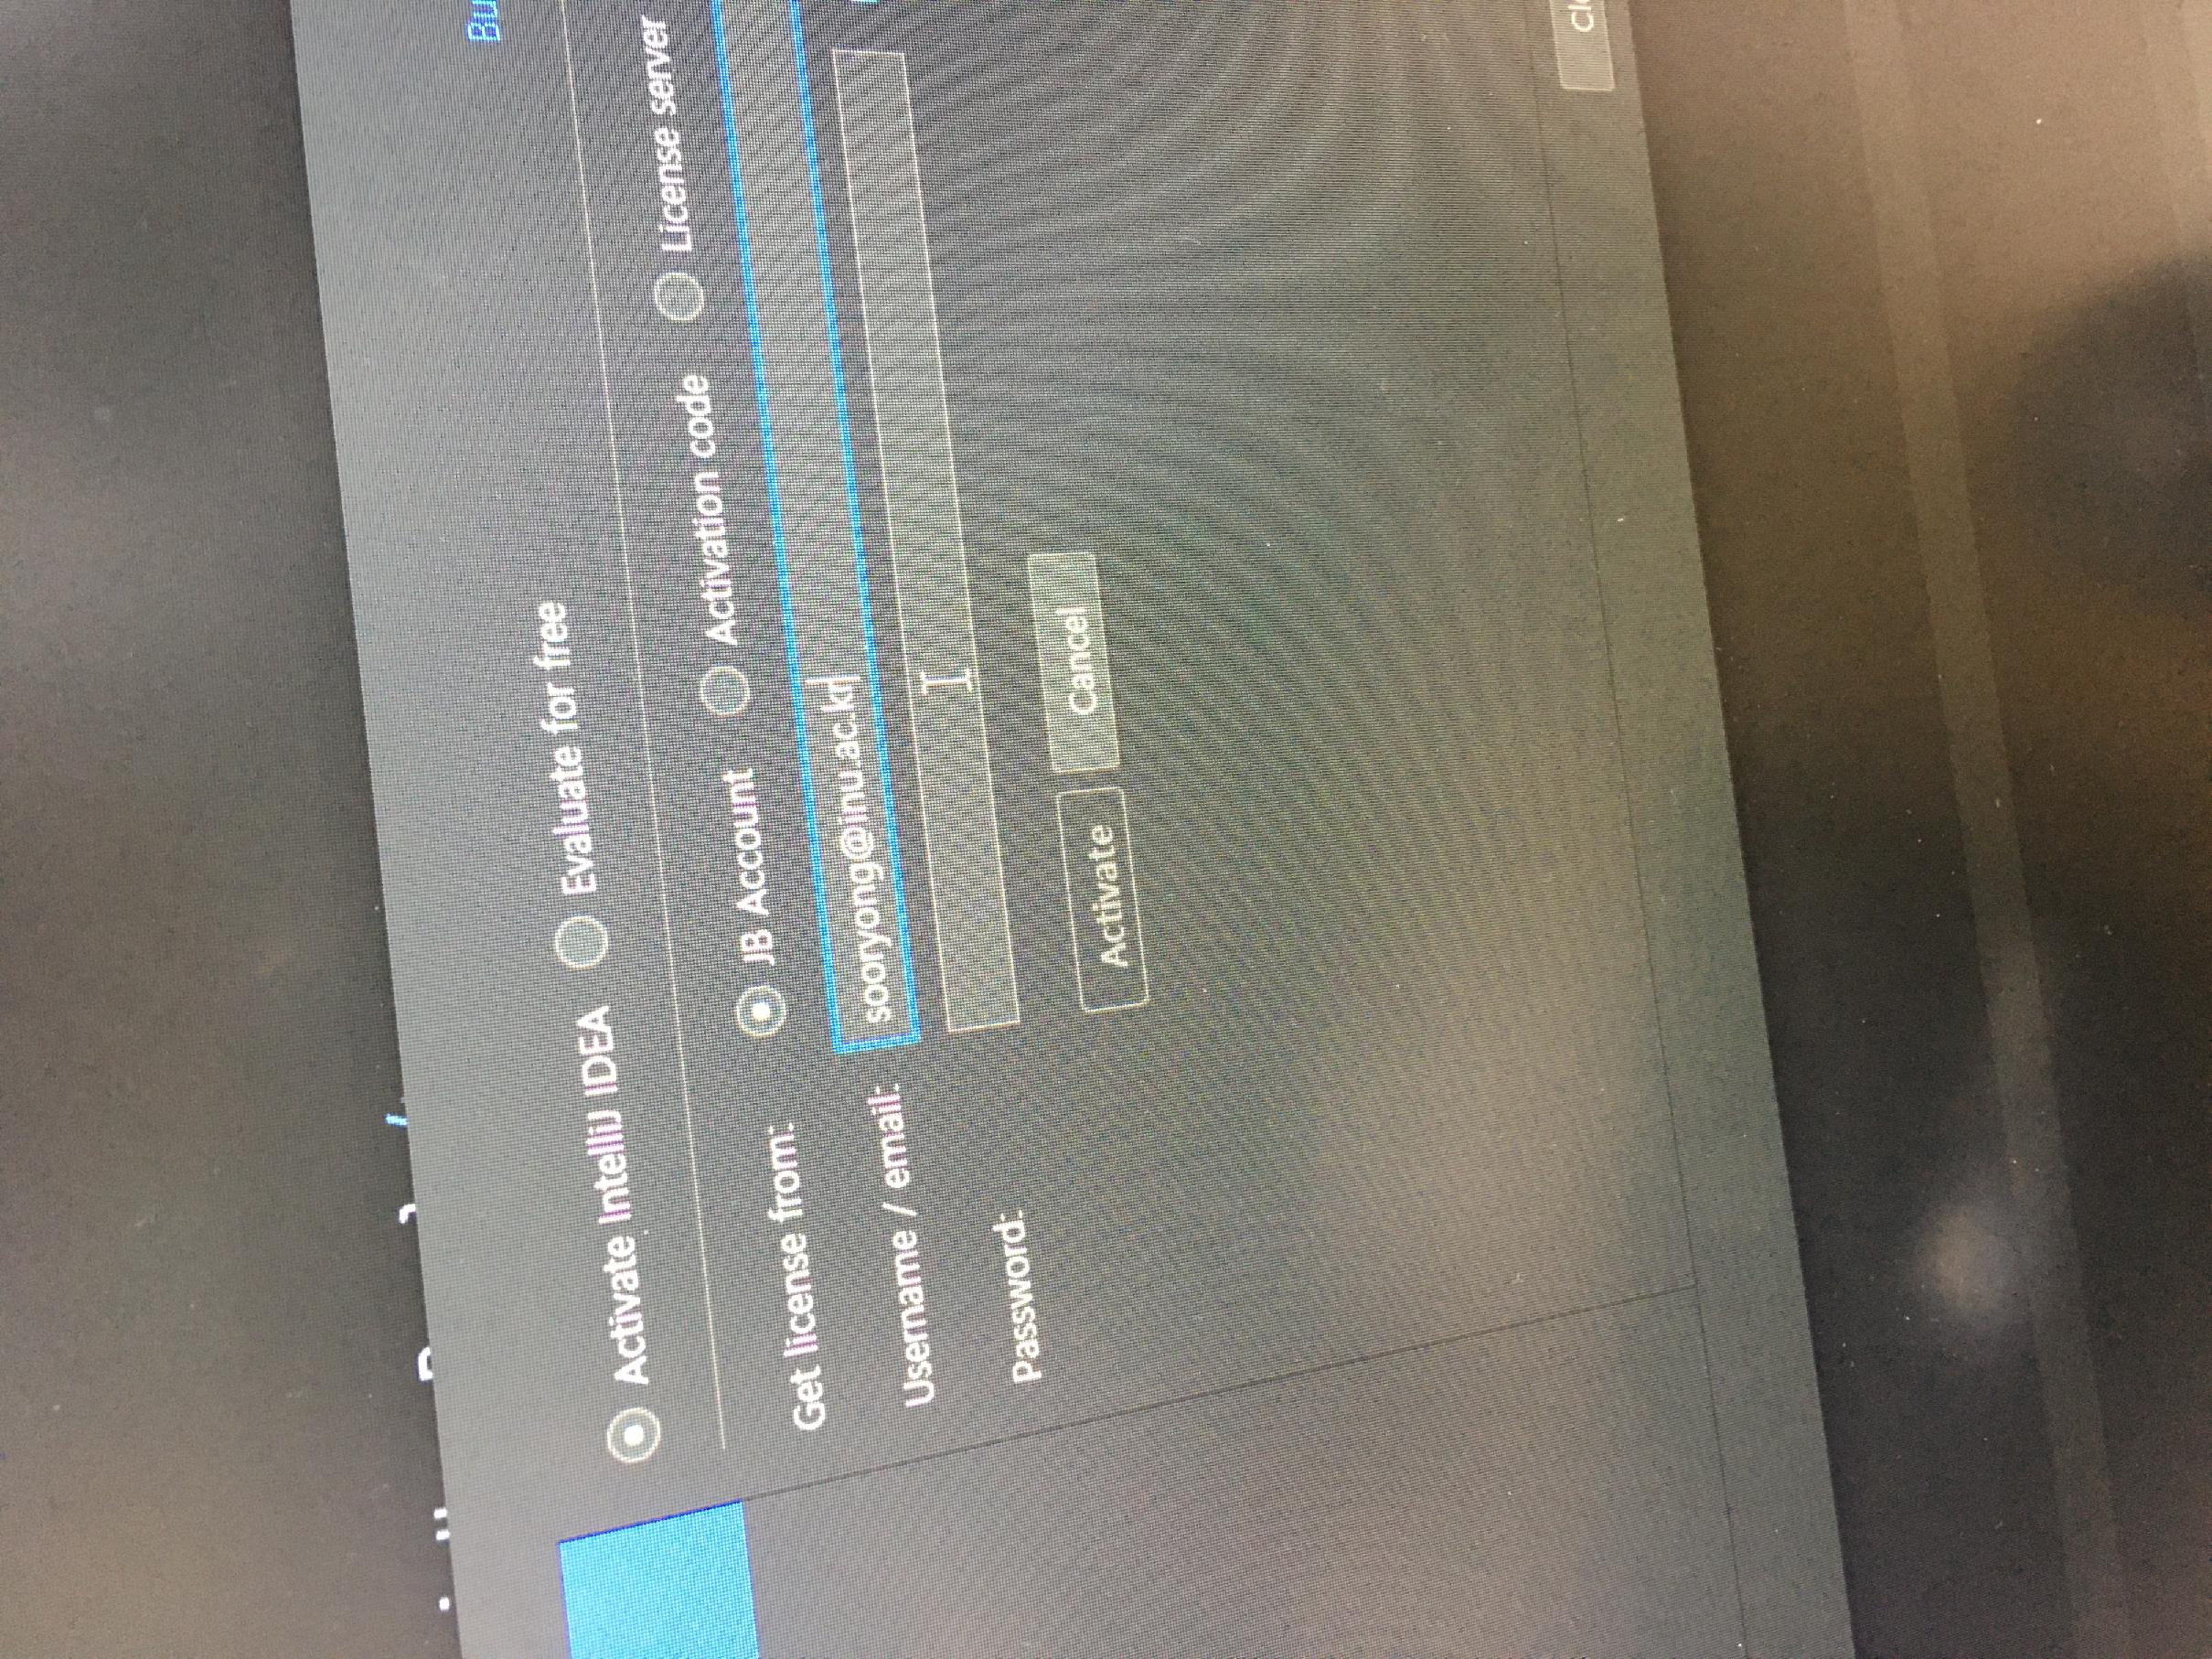 Activate IntelliJ IDEA Evaluate for free
Get license from: JB Account Activation code License server
Username / email: sooryong@inu.ac.kr
Password:
Activate Cancel